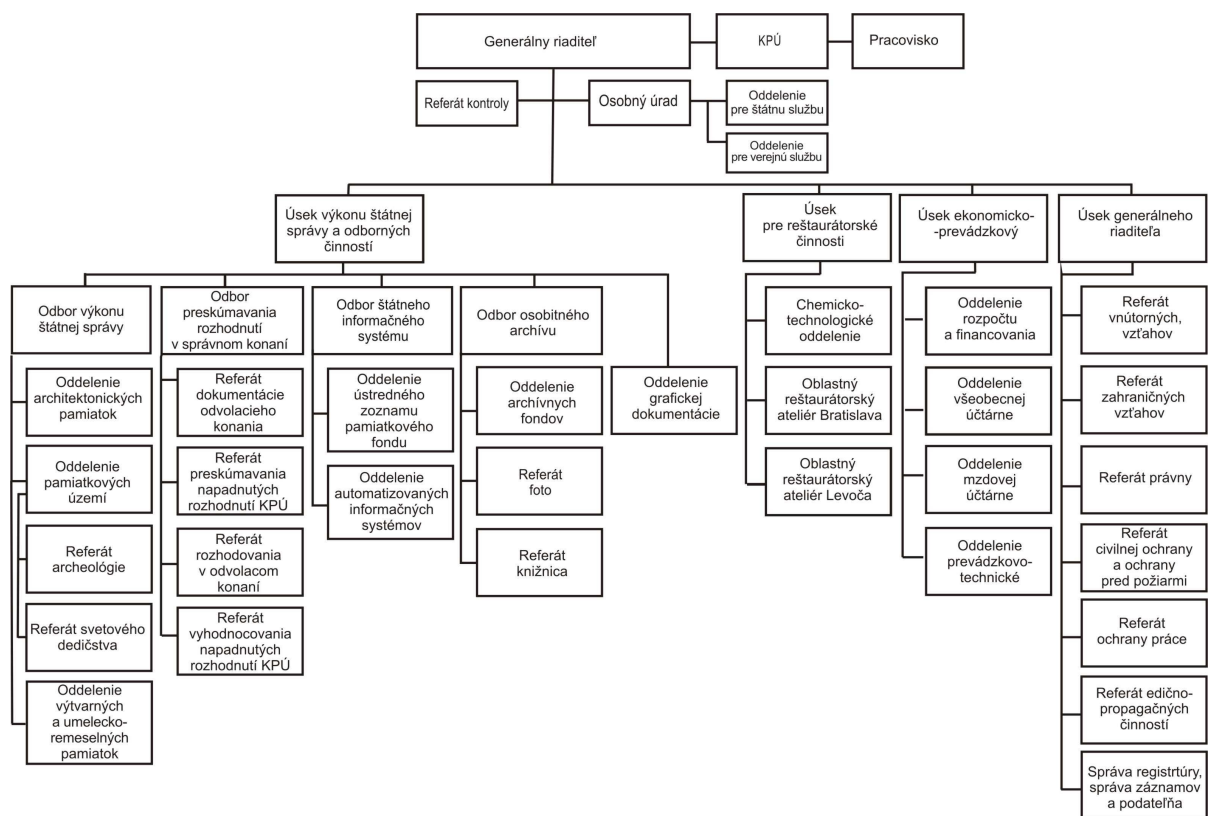 Generálny riaditeľ
KPÚ
Pracovisko
Referát kontroly
Osobný úrad
Oddelenie
pre štátnu službu
Oddelenie
pre verejnú službu
Úsek výkonu štátnej
správy a odborných
činností
Úsek
pre reštaurátorské
činnosti
Úsek ekonomicko-
-prevádzkový
Úsek generálneho
riaditeľa
Odbor výkonu
štátnej správy
Odbor
preskúmavania
rozhodnutí
v správnom konaní
Odbor štátneho
informačného
systému
Odbor osobitného
archívu
Oddelenie
architektonických
pamiatok
Oddelenie
pamiatkových
území
Referát
archeológie
Referát svetového
dedičstva
Oddelenie
výtvarných
a umelecko-
remeselných
pamiatok
Referát
dokumentácie
odvolacieho
konania
Referát
preskúmavania
napadnutých
rozhodnutí KPÚ
Referát
rozhodovania
v odvolacom
konaní
Referát
vyhodnocovania
napadnutých
rozhodnutí KPÚ
Oddelenie
ústredného
zoznamu
pamiatkového
fondu
Oddelenie
automatizovaných
informačných
systémov
Oddelenie
archívnych
fondov
Referát
foto
Referát
knižnica
Oddelenie
grafickej
dokumentácie
Chemicko-
technologické
oddelenie
Oblastný
reštaurátorský
ateliér Bratislava
Oblastný
reštaurátorský
ateliér Levoča
Oddelenie
rozpočtu
a financovania
Oddelenie
všeobecnej
účtárne
Oddelenie
mzdovej
účtárne
Oddelenie
prevádzkovo-
technické
Referát
vnútorných,
vzťahov
Referát
zahraničných
vzťahov
Referát právny
Referát
civilnej ochrany
a ochrany
pred požiarmi
Referát
ochrany práce
Referát edično-
propagačných
činností
Správa registrtúry,
správa záznamov
a podateľňa